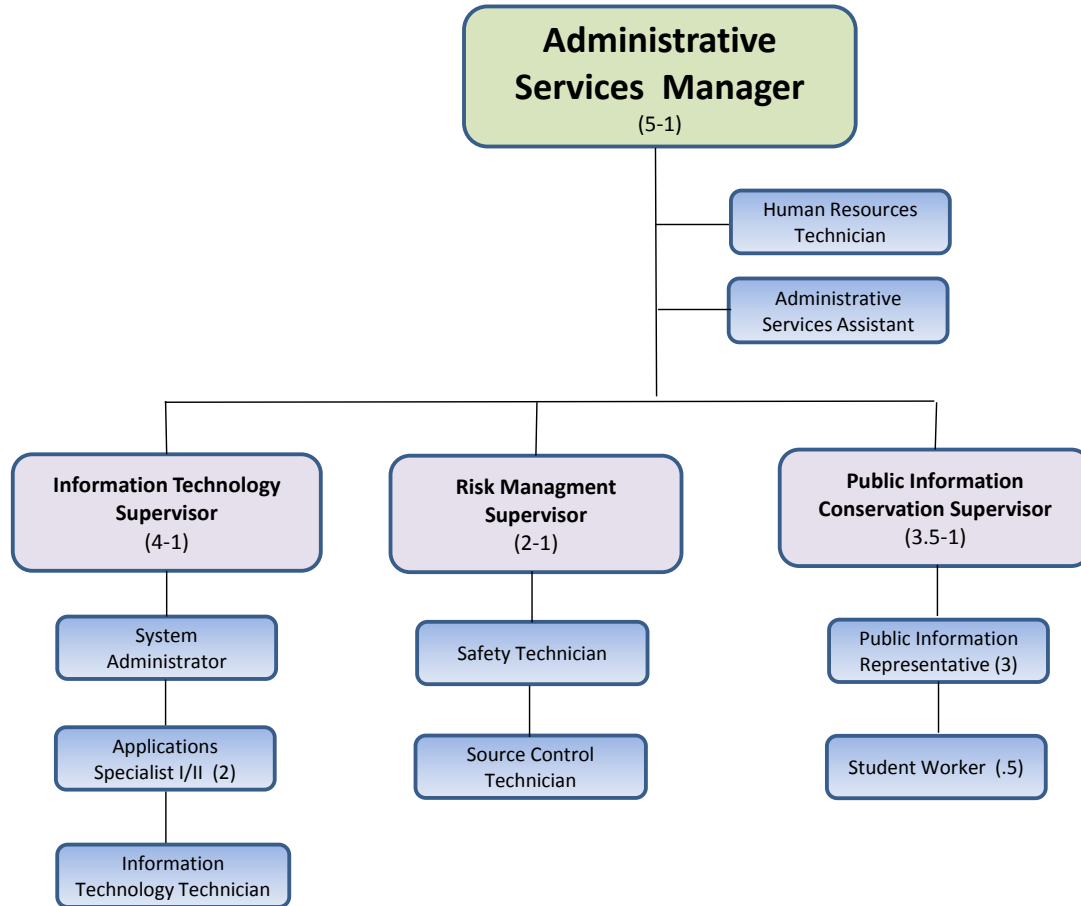 Administrative
Services Manager
(5-1)
Human Resources
Technician
Administrative
Services Assistant
Information Technology
Supervisor
(4-1)
Risk Managment
Supervisor
(2-1)
Public Information
Conservation Supervisor
(3.5-1)
System
Administrator
Safety Technician
Public Information
Representative (3)
Applications
Specialist I/II (2)
Source Control
Technician
Student Worker (.5)
Information
Technology Technician